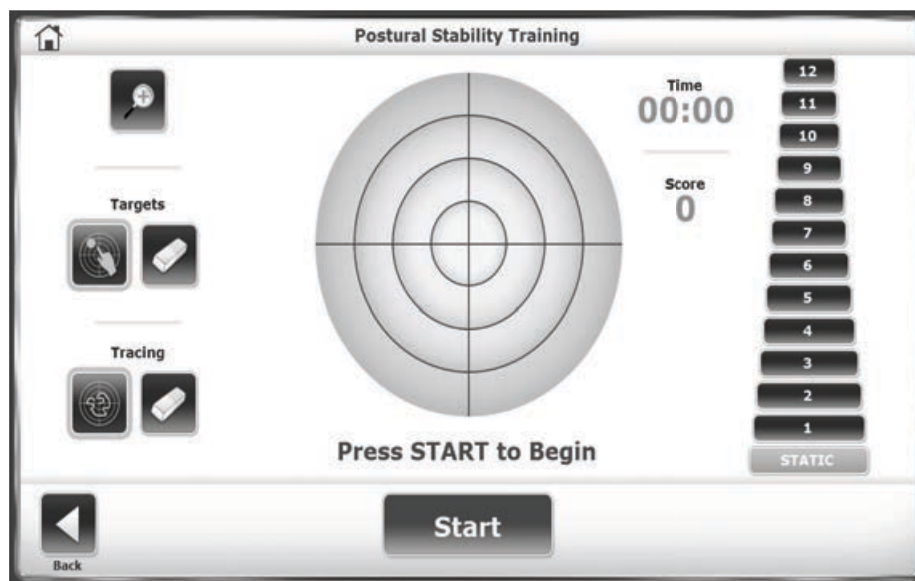 Postural Stability Training
Time
00:00
Score
0
Targets
Tracing
12
11
10
9
8
7
6
5
4
3
2
1
STATIC
Press START to Begin
Back
Start